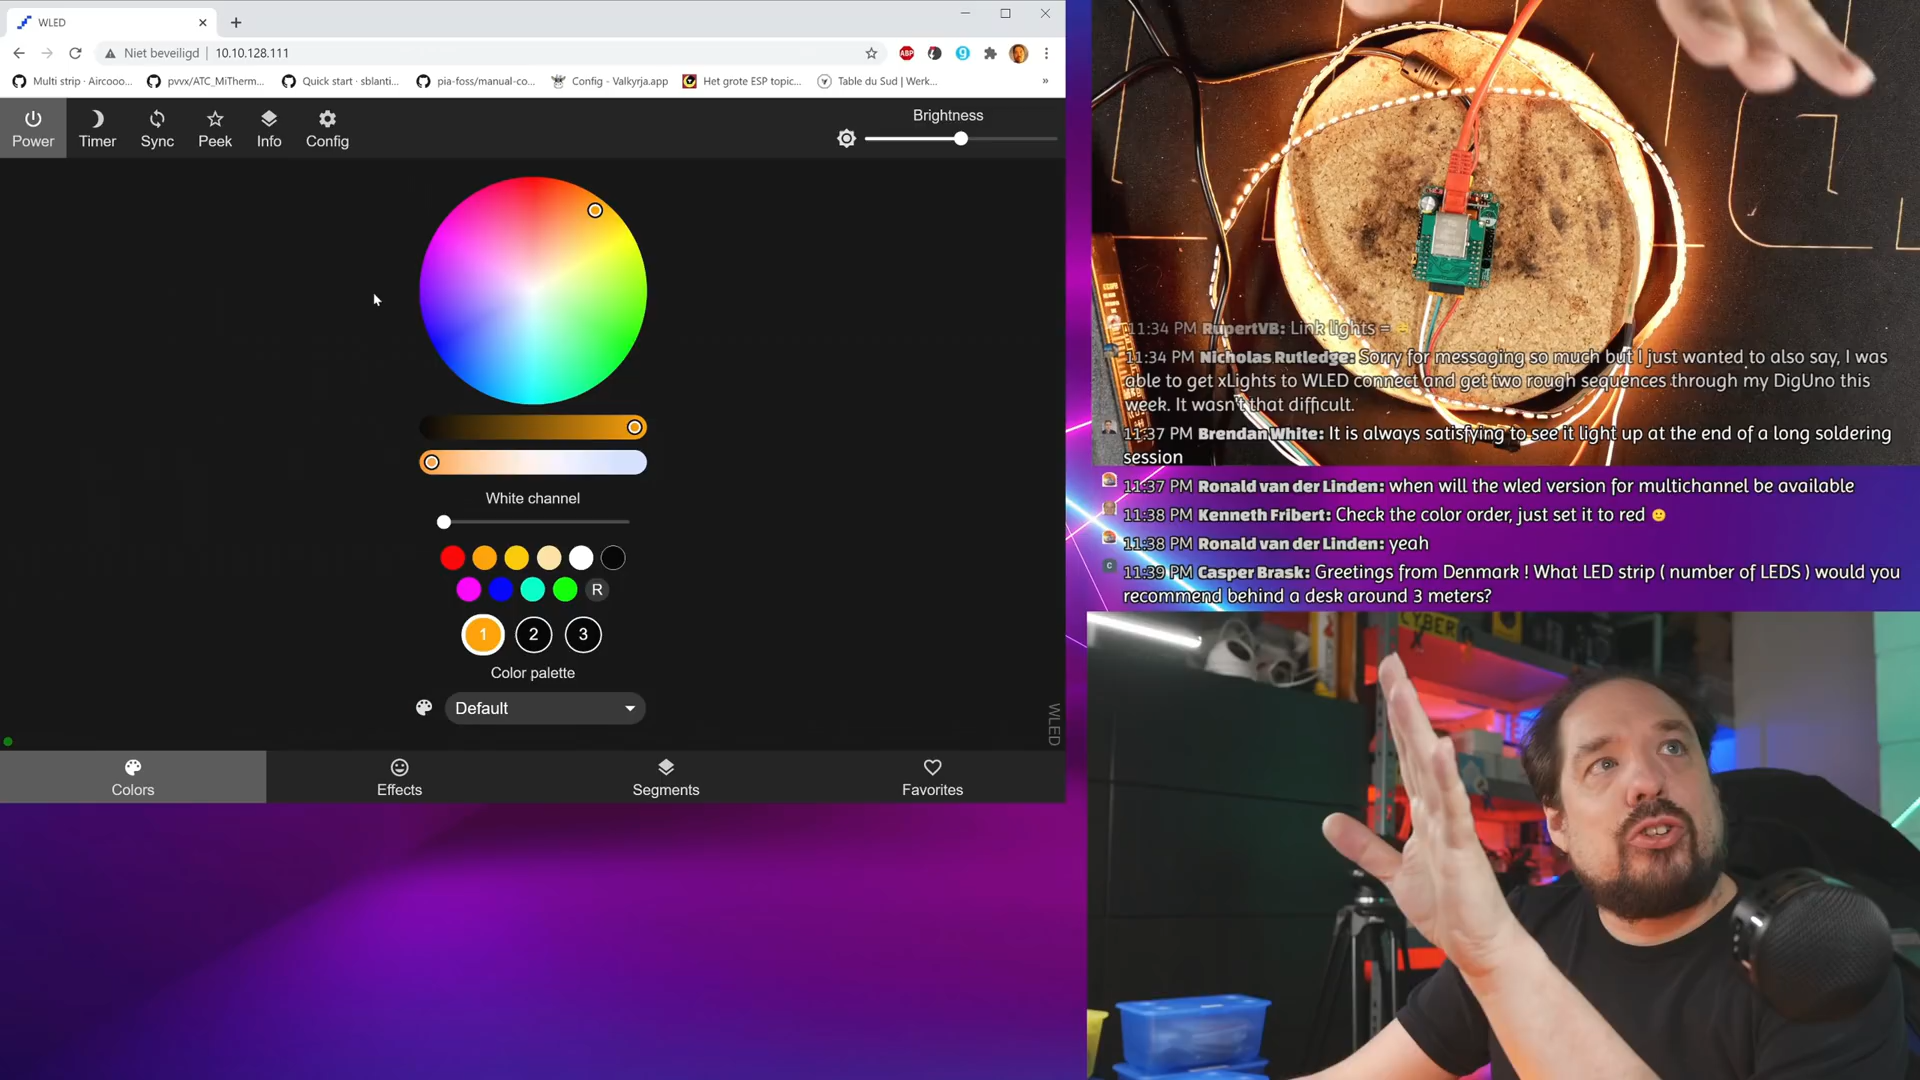 WLED
Niet beveiligd
10.10.128.111
ABP
Multi strip · Aircooo...
pvvx/ATC_MiTherm...
Quick start · sblanti...
pia-foss/manual-co...
Config - Valkyrja.app
Het grote ESP topic...
Table du Sud | Werk...
»
Power
Timer
Sync
Peek
Info
Config
Brightness
White channel
R
1
2
3
Color palette
Default
WLED
Colors
Effects
Segments
Favorites
11:34 PM RupertVB: Link lights =
11:34 PM Nicholas Rutledge: Sorry for messaging so much but I just wanted to also say, I was
able to get xLights to WLED connect and get two rough sequences through my DigUno this
week. It wasn't that difficult.
11:37 PM Brendan White: It is always satisfying to see it light up at the end of a long soldering
session
11:37 PM Ronald van der Linden: when will the wled version for multichannel be available
11:38 PM Kenneth Fribert: Check the color order, just set it to red 🙂
11:38 PM Ronald van der Linden: yeah
C
11:39 PM Casper Brask: Greetings from Denmark ! What LED strip ( number of LEDS ) would you
recommend behind a desk around 3 meters?
CYBER